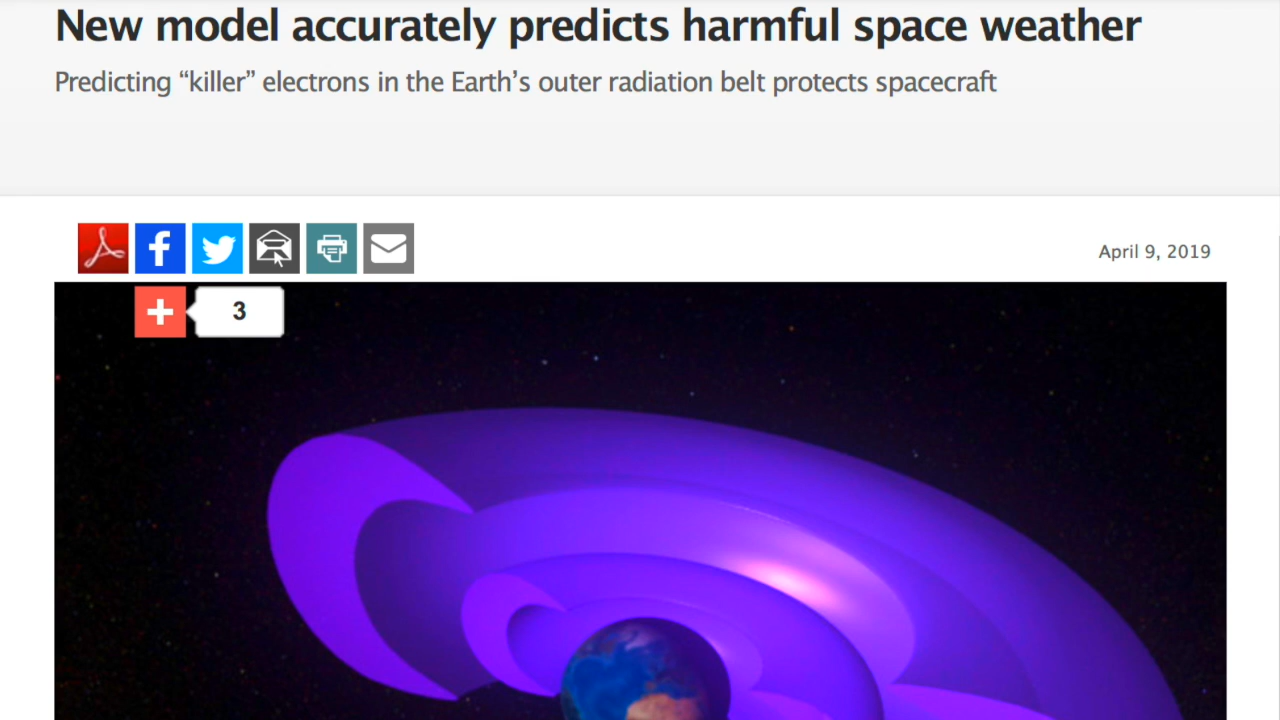 New model accurately predicts harmful space weather
Predicting “killer” electrons in the Earth’s outer radiation belt protects spacecraft
April 9, 2019
3